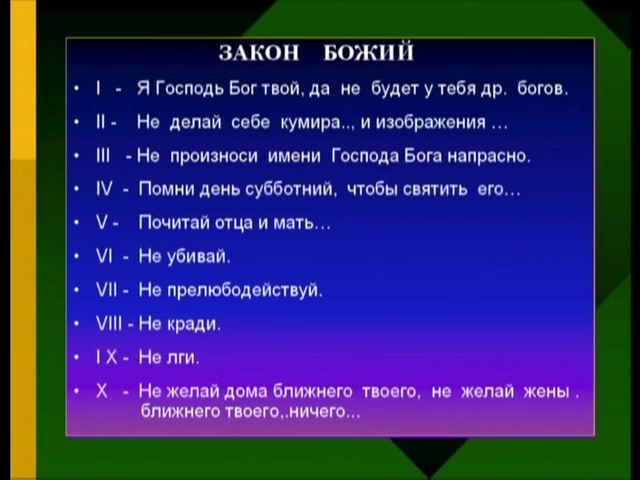 ЗАКОН БОЖИЙ
• I - Я Господь Бог твой, да не будет у тебя др. богов.
• II - Не делай себе кумира.., и изображения …
• III - Не произноси имени Господа Бога напрасно.
• IV - Помни день субботний, чтобы святить его…
• V - Почитай отца и мать…
• VI - Не убивай.
• VII - Не прелюбодействуй.
• VIII - Не кради.
• I X - Не лги.
• X - Не желай дома ближнего твоего, не желай жены .
ближнего твоего,.ничего...